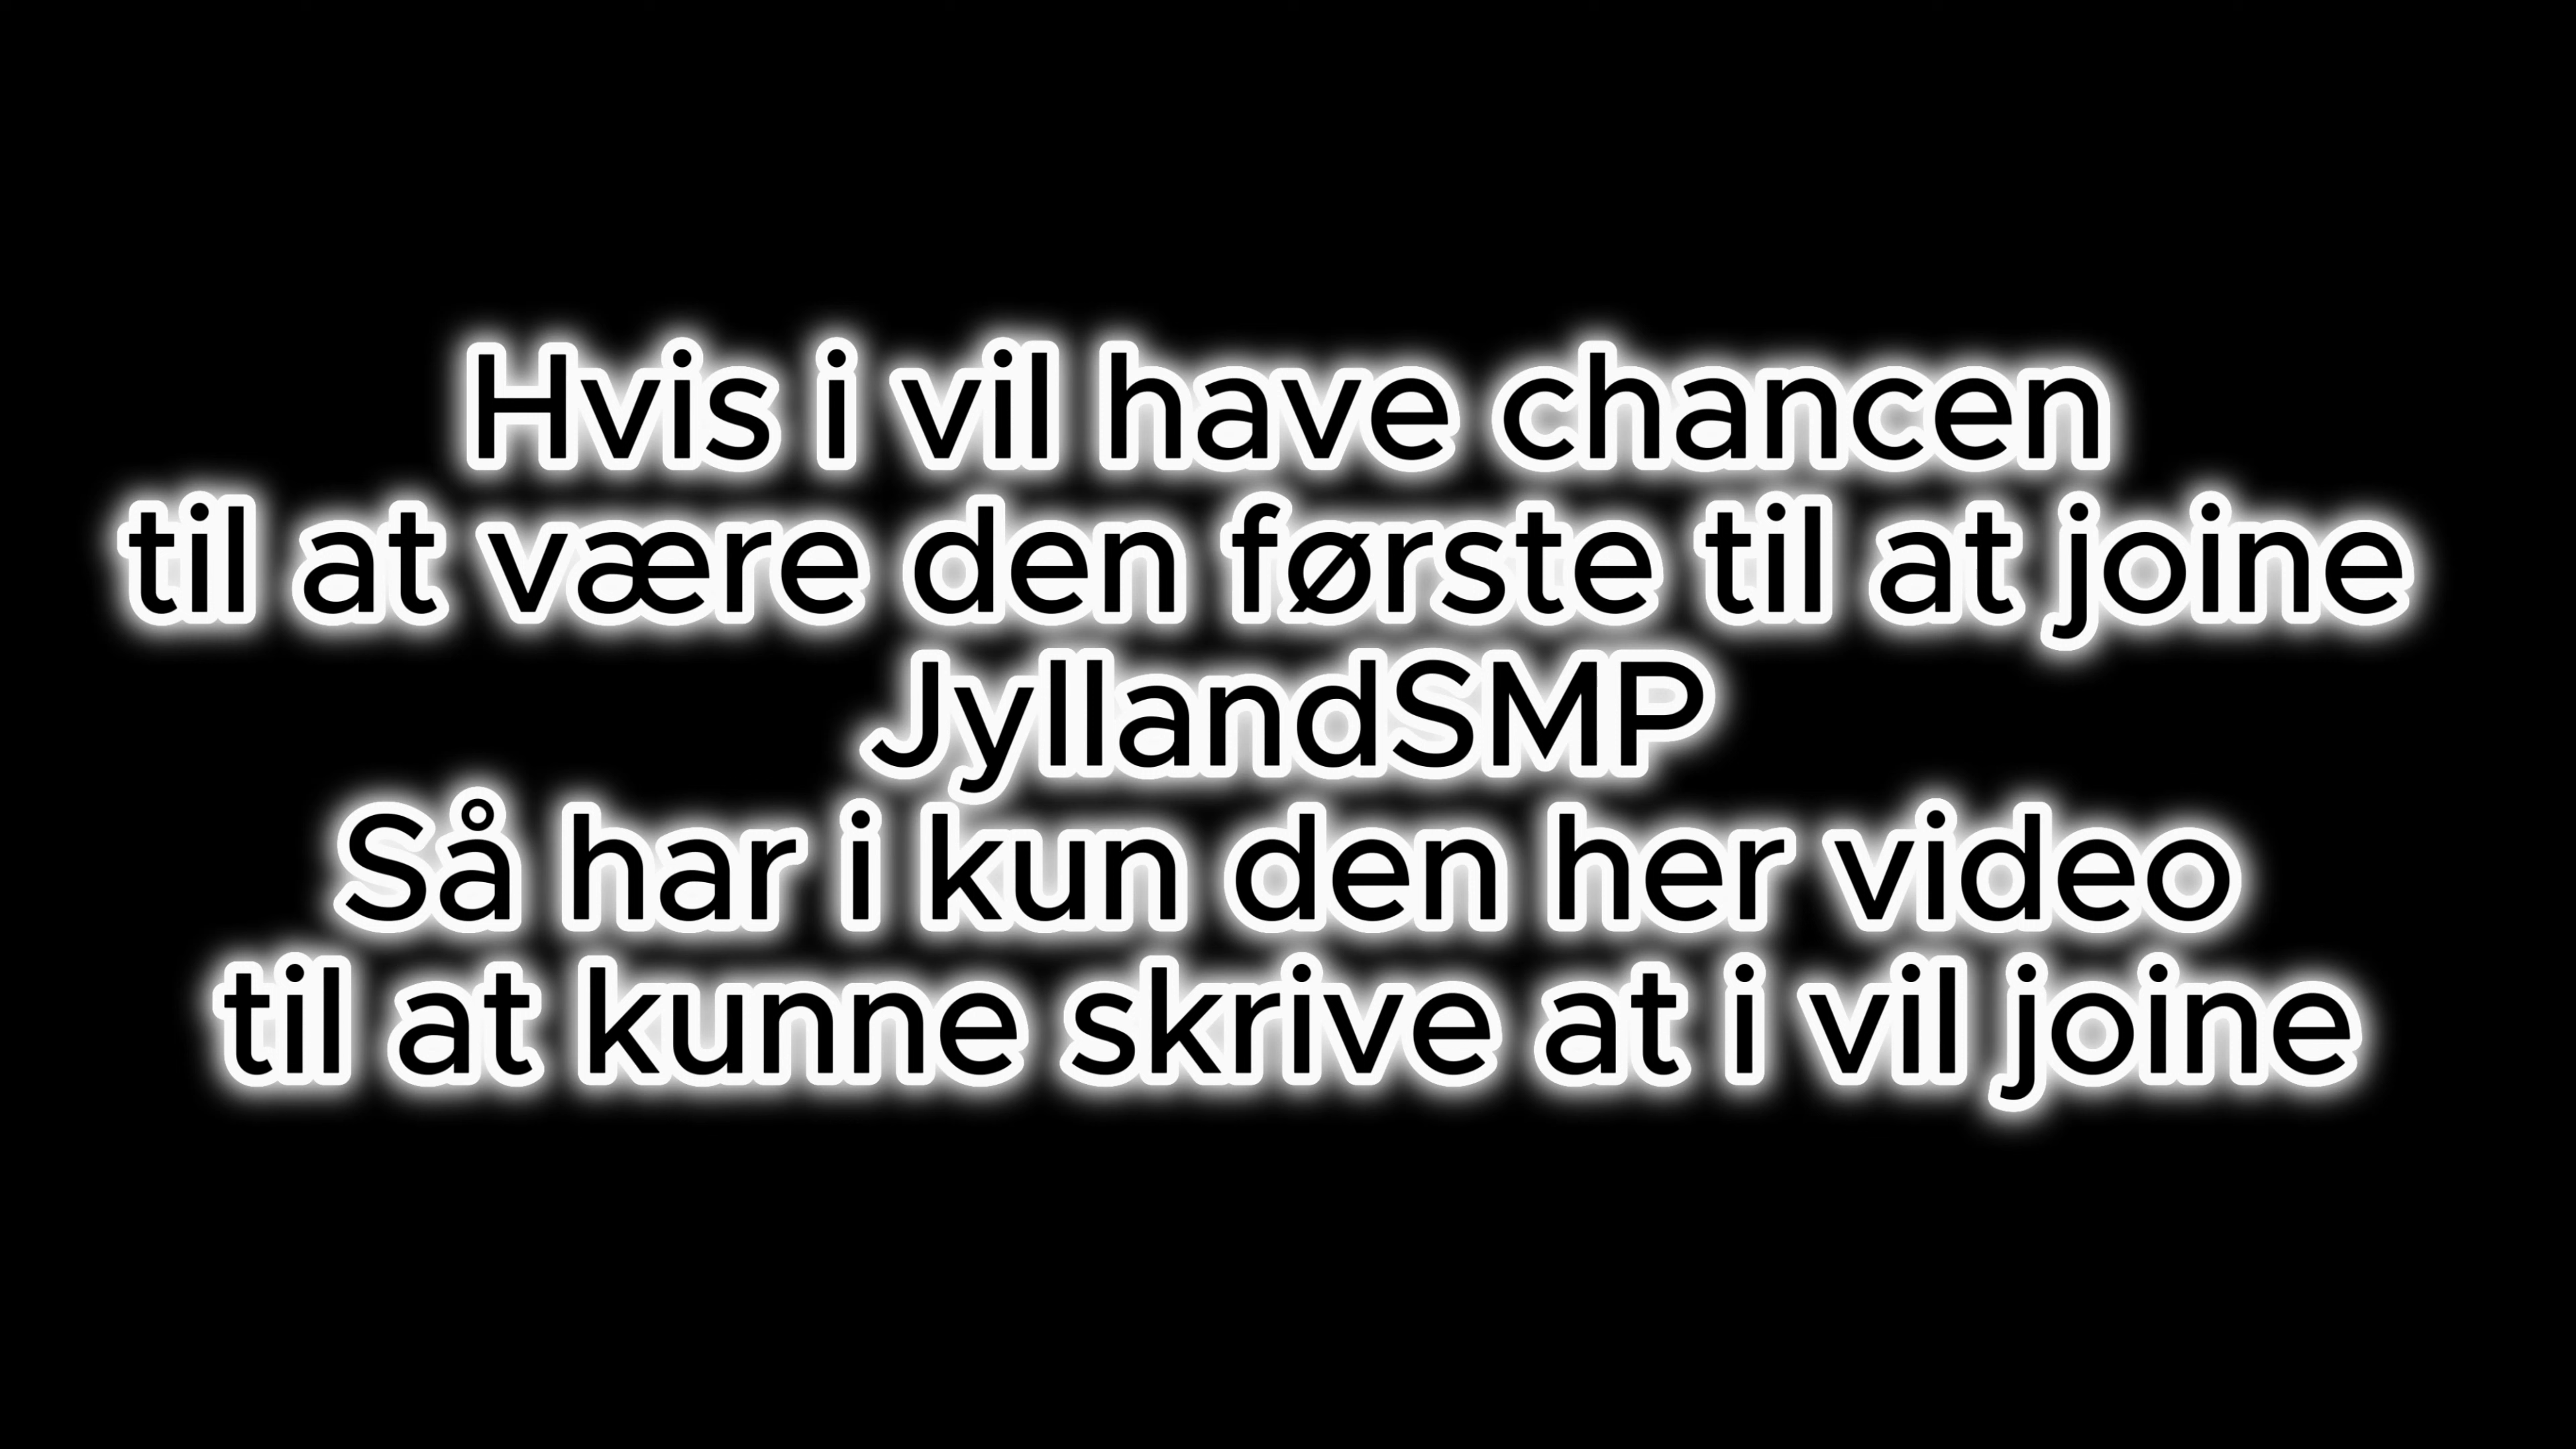 Hvis i vil have chancen
til at være den første til at joine
JyllandSMP
Så har i kun den her video
til at kunne skrive at i vil joine